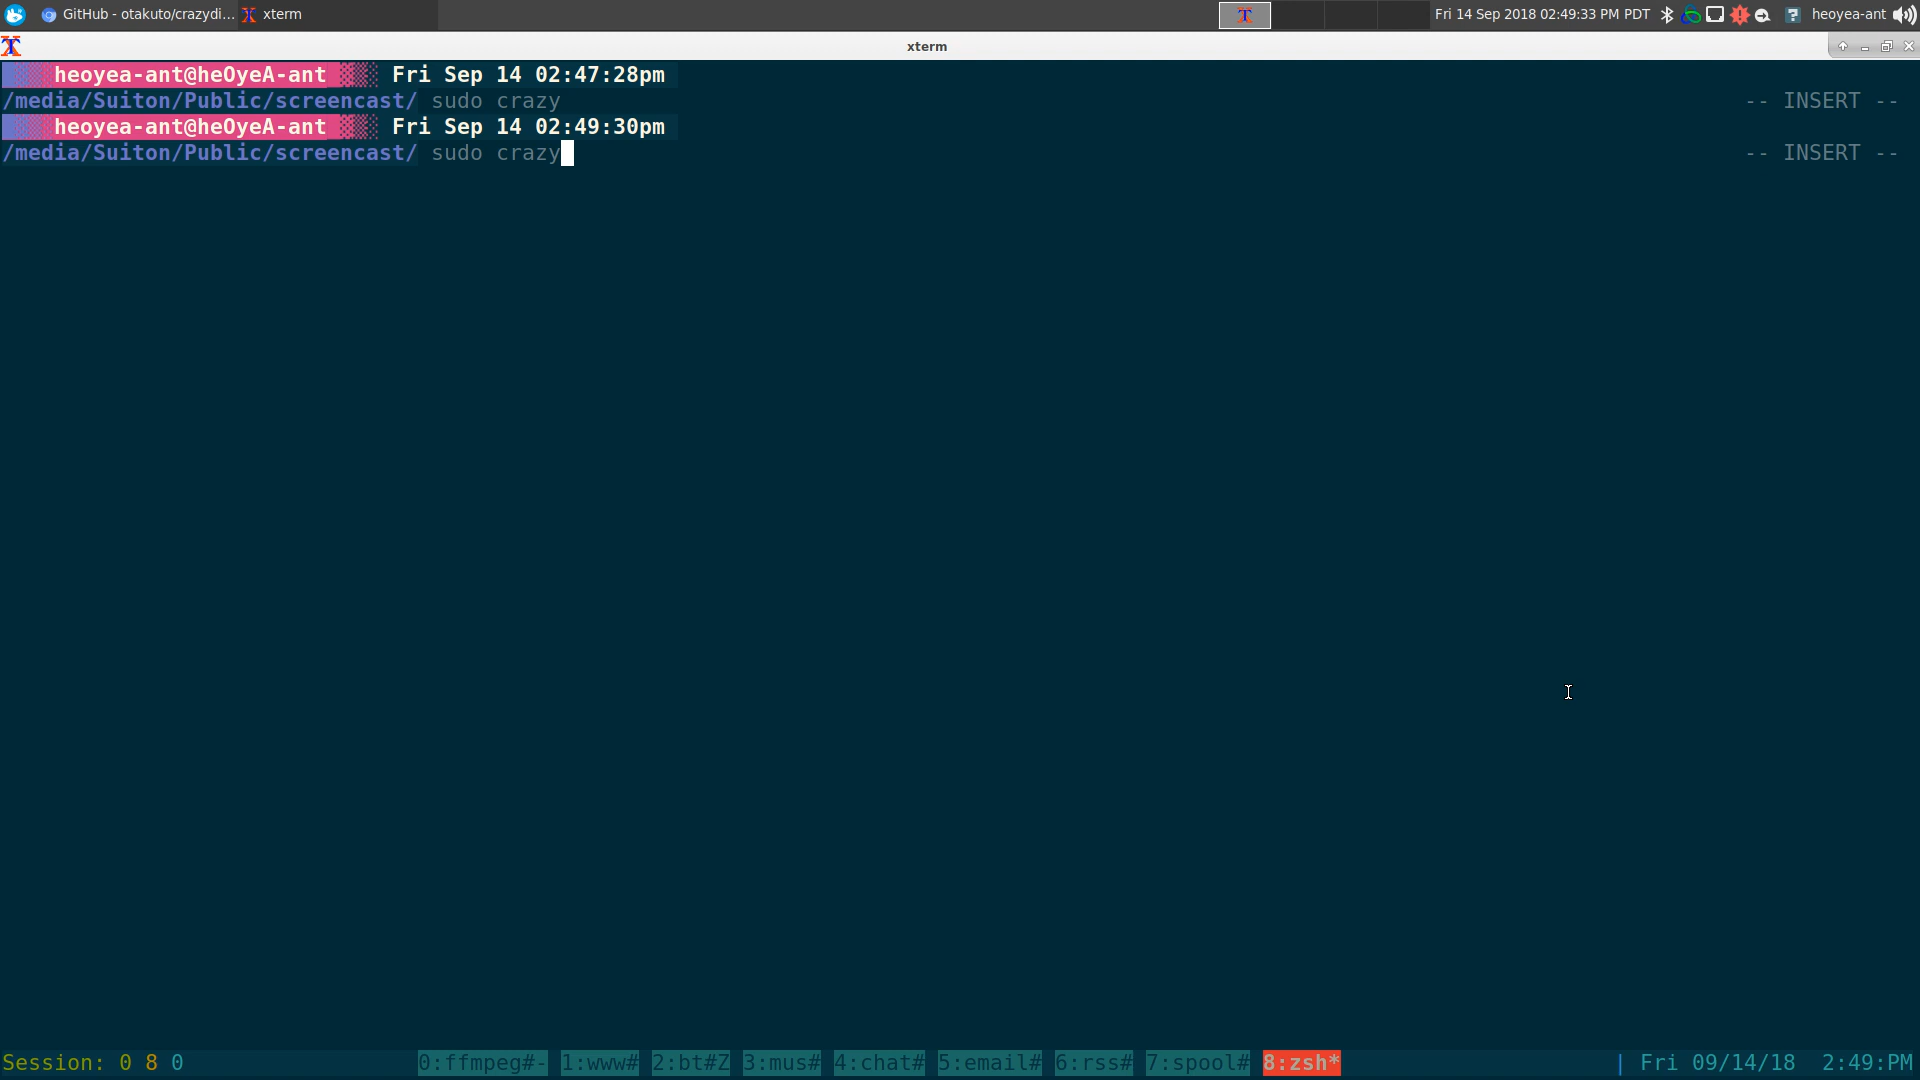 GitHub - otakuto/crazydi... xterm Fri 14 Sep 2018 02:49:33 PM PDT heoyea-ant
xterm
heoyea-ant@heOyeA-ant Fri Sep 14 02:47:28pm
/media/Suiton/Public/screencast/ sudo crazy -- INSERT --
heoyea-ant@heOyeA-ant Fri Sep 14 02:49:30pm
/media/Suiton/Public/screencast/ sudo crazy -- INSERT --
Session: 0 8 0 0:ffmpeg#- 1:www# 2:bt#Z 3:mus# 4:chat# 5:email# 6:rss# 7:spool# 8:zsh* | Fri 09/14/18 2:49:PM